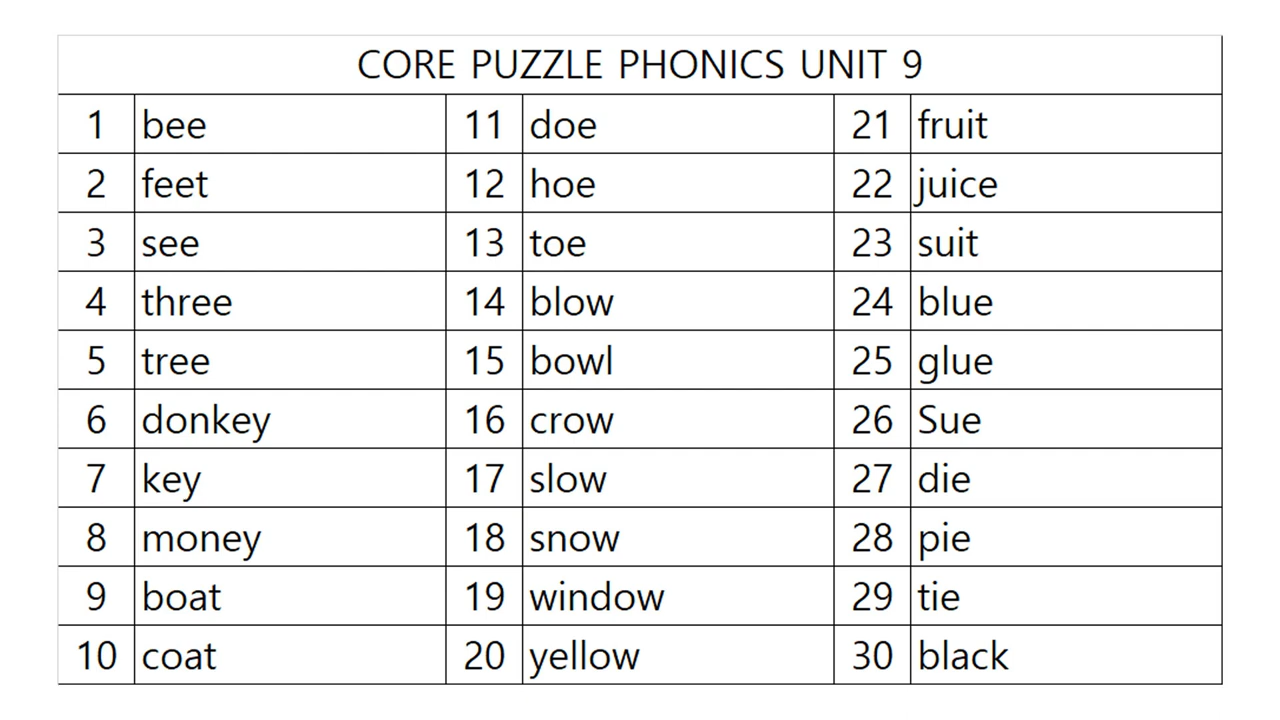 CORE PUZZLE PHONICS UNIT 9
1 bee 11 doe 21 fruit
2 feet 12 hoe 22 juice
3 see 13 toe 23 suit
4 three 14 blow 24 blue
5 tree 15 bowl 25 glue
6 donkey 16 crow 26 Sue
7 key 17 slow 27 die
8 money 18 snow 28 pie
9 boat 19 window 29 tie
10 coat 20 yellow 30 black